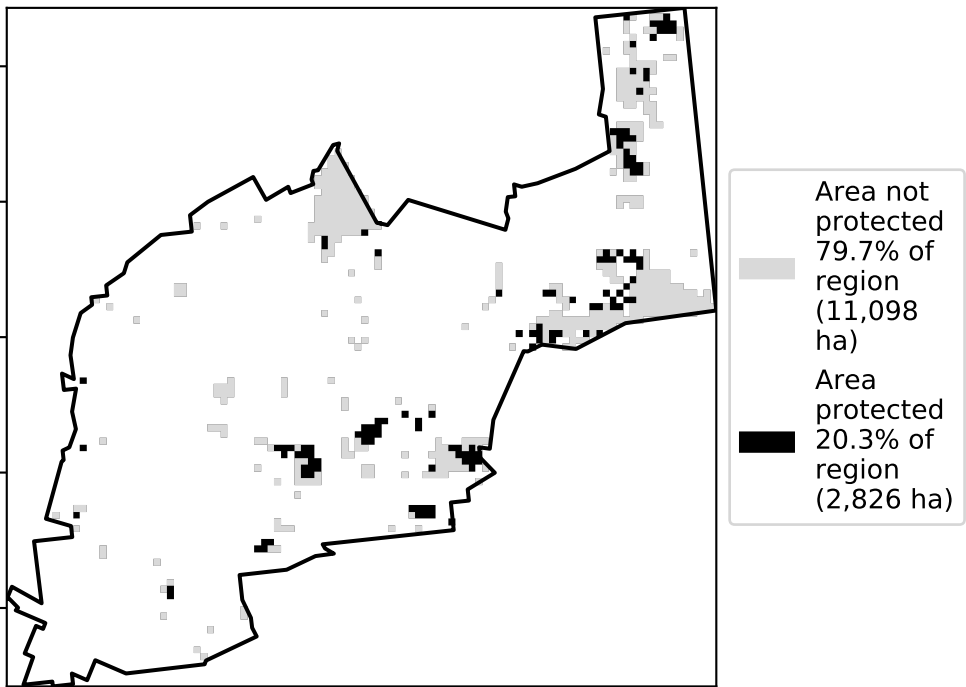 Area not
protected
79.7% of
region
(11,098
ha)
Area
protected
20.3% of
region
(2,826 ha)